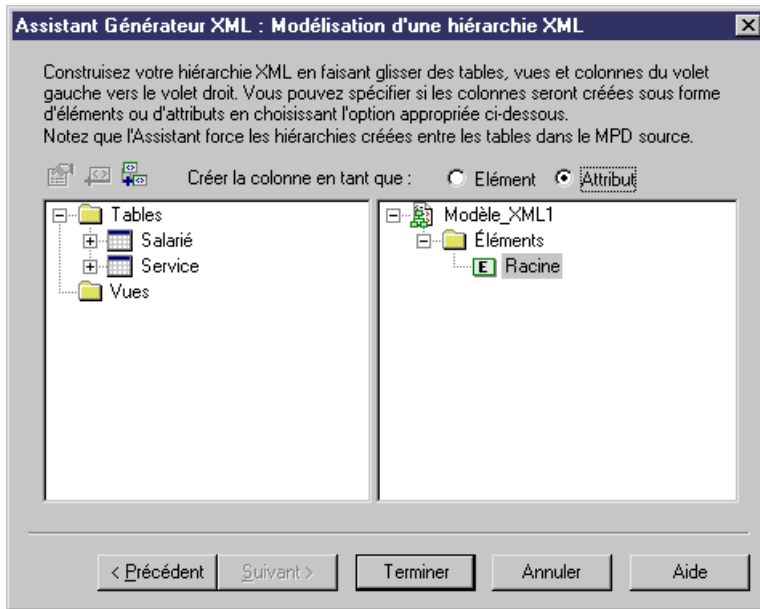 Assistant Générateur XML : Modélisation d'une hiérarchie XML
Construisez votre hiérarchie XML en faisant glisser des tables, vues et colonnes du volet
gauche vers le volet droit. Vous pouvez spécifier si les colonnes seront créées sous forme
d'éléments ou d'attributs en choisissant l'option appropriée ci-dessous.
Notez que l'Assistant force les hiérarchies créées entre les tables dans le MPD source.
Créer la colonne en tant que : Elément Attribut
Tables
Salarié
Service
Vues
Modèle_XML1
Éléments
E Racine
< Précédent Suivant > Terminer Annuler Aide